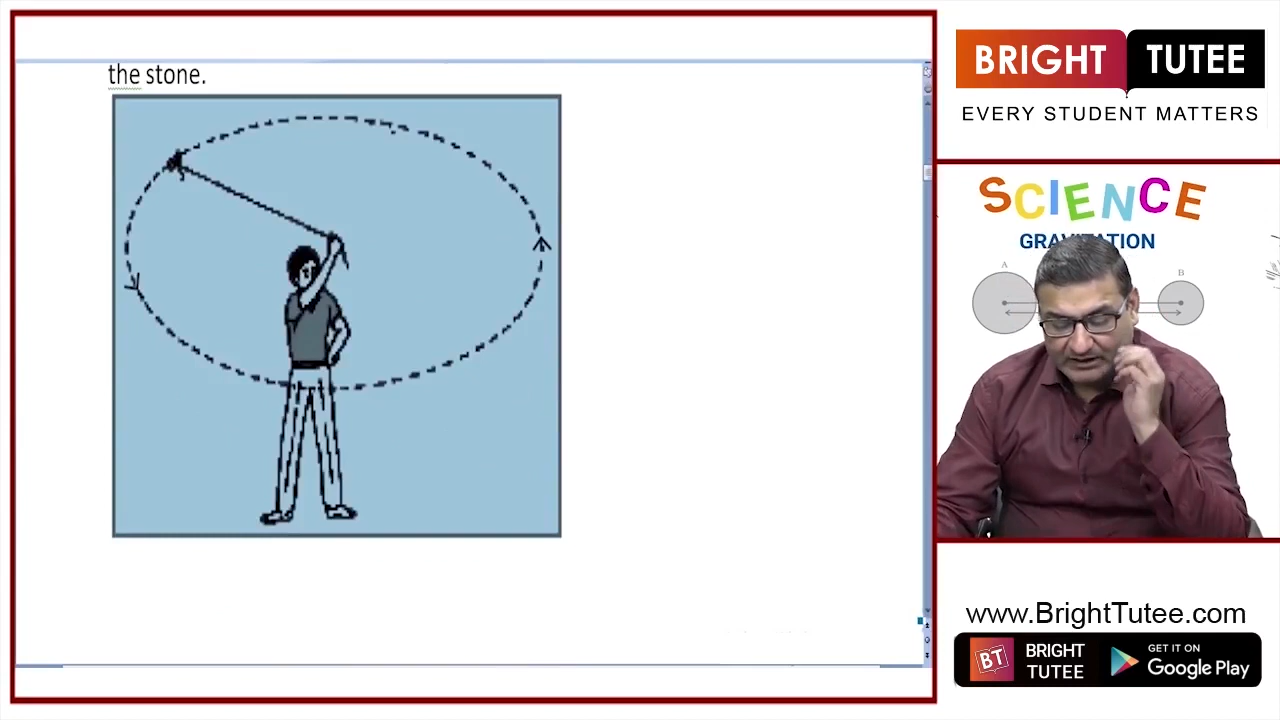 the stone.
BRIGHT TUTEE
EVERY STUDENT MATTERS
SCIENCE
A
B
www.BrightTutee.com
BT
BRIGHT
TUTEE
GET IT ON
Google Play